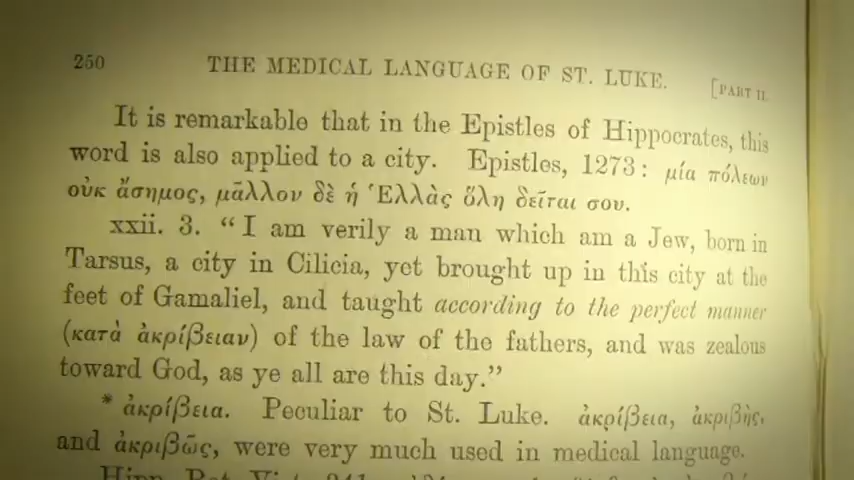 250 THE MEDICAL LANGUAGE OF ST. LUKE. [PART II.
It is remarkable that in the Epistles of Hippocrates, this
word is also applied to a city. Epistles, 1273: μία πόλεων
οὐκ ἄσημος, μᾶλλον δὲ ἡ Ἑλλὰς ὅλη δεῖται σου.
xxii. 3. “I am verily a man which am a Jew, born in
Tarsus, a city in Cilicia, yet brought up in this city at the
feet of Gamaliel, and taught according to the perfect manner
(κατὰ ἀκρίβειαν) of the law of the fathers, and was zealous
toward God, as ye all are this day.”
* ἀκρίβεια. Peculiar to St. Luke. ἀκρίβεια, ἀκριβὴς,
and ἀκριβῶς, were very much used in medical language.